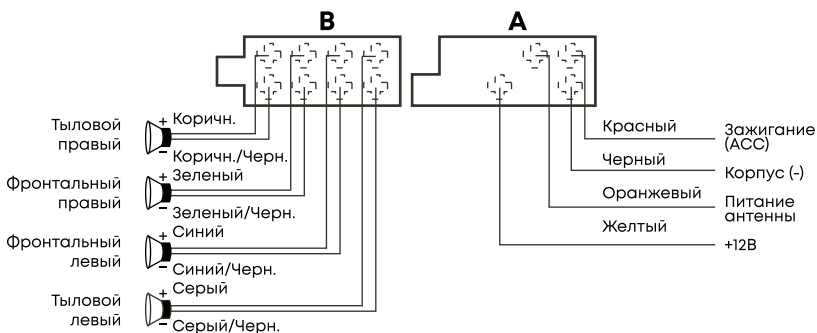 B
A
Тыловой
правый
+ Коричн.
− Коричн./Черн.
Фронтальный
правый
+ Зеленый
− Зеленый/Черн.
Фронтальный
левый
+ Синий
− Синий/Черн.
Тыловой
левый
+ Серый
− Серый/Черн.
Красный
Зажигание
(ACC)
Черный
Корпус (-)
Оранжевый
Питание
антенны
Желтый
+12В